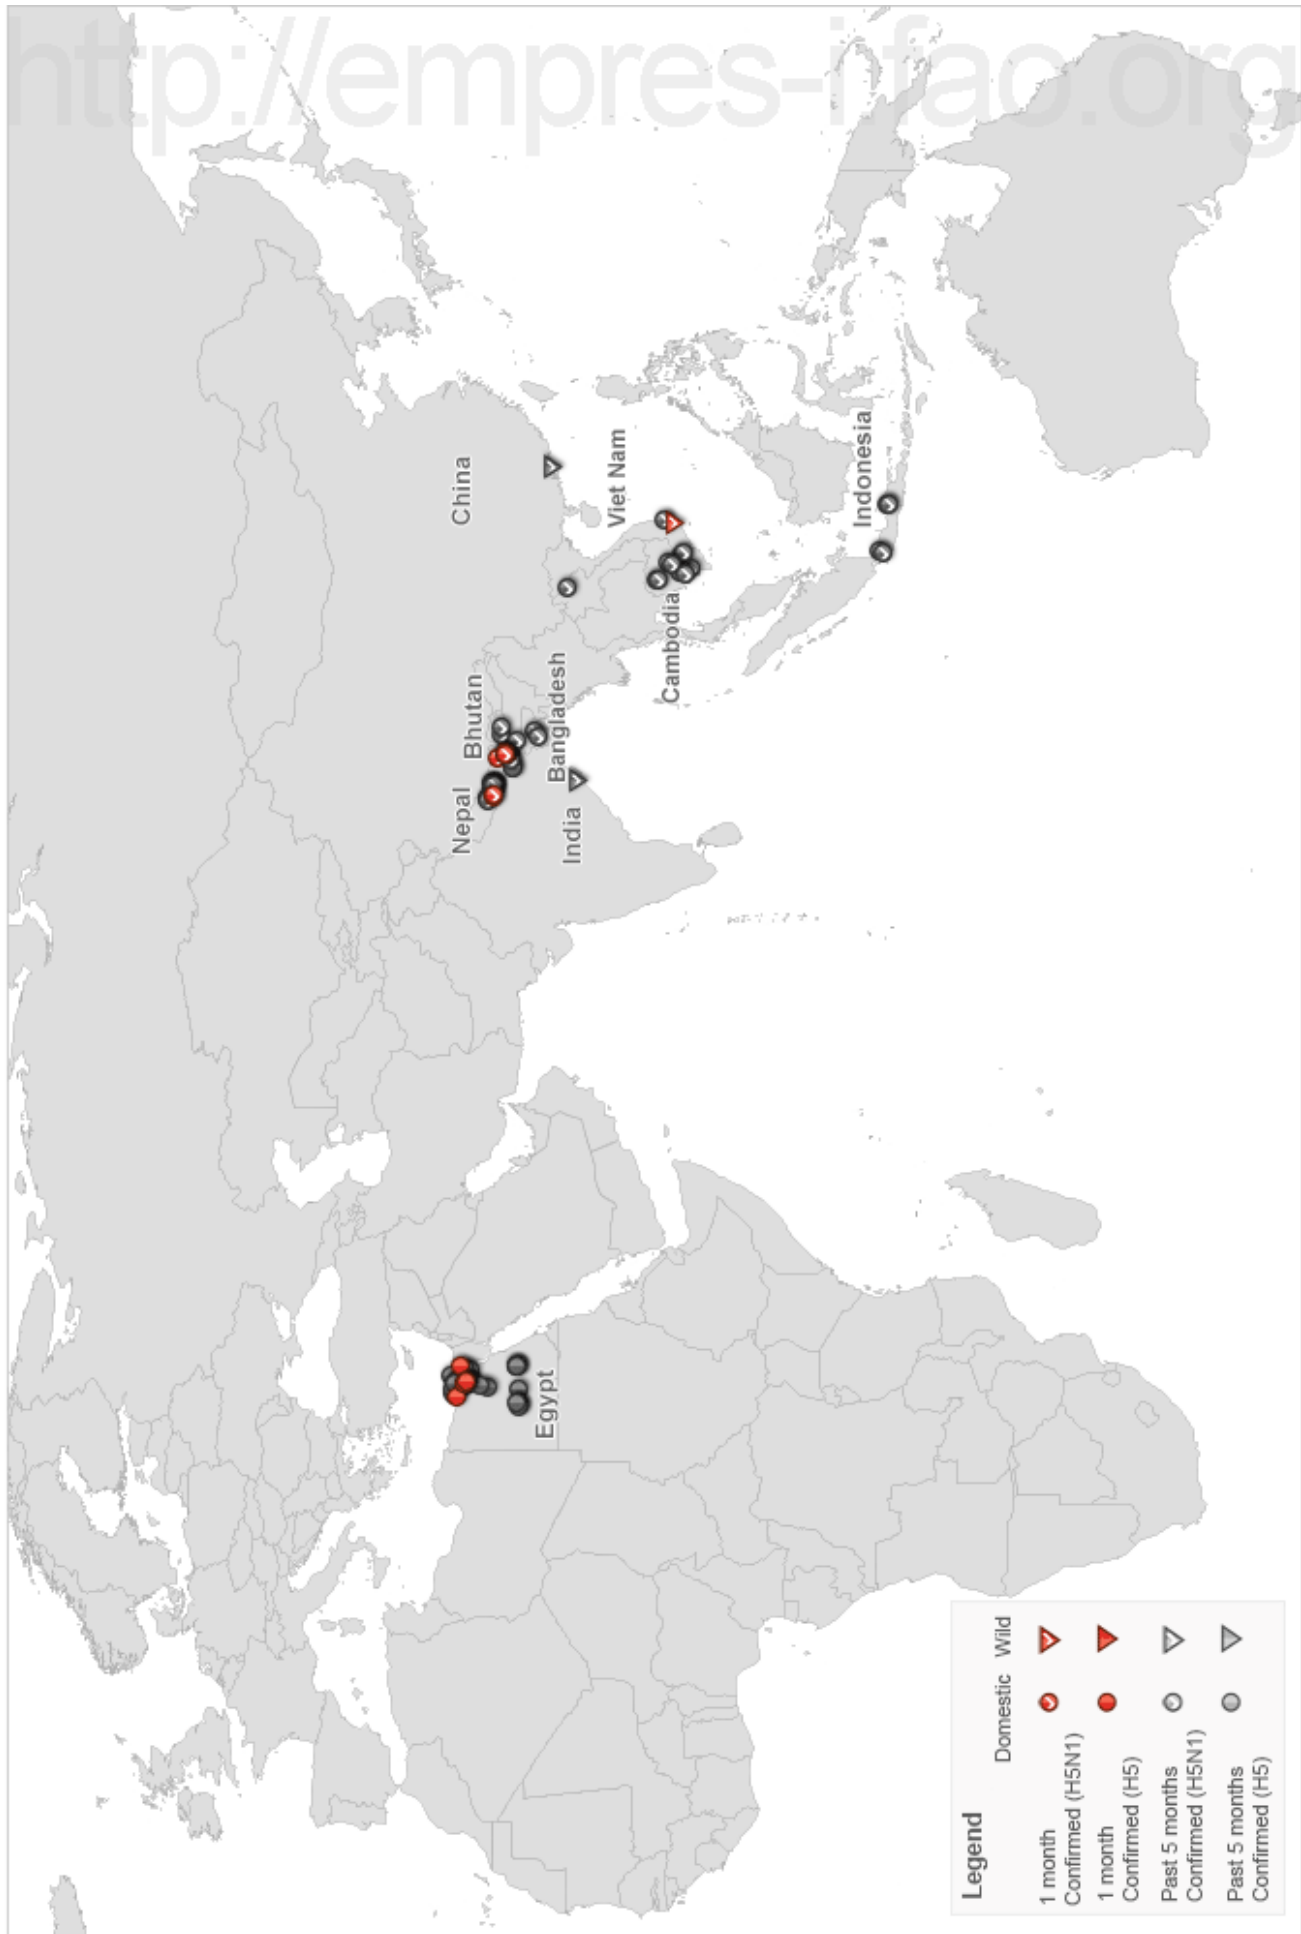 http://empres-i.fao.org
China
Viet Nam
Bhutan
Nepal
Bangladesh
India
Cambodia
Indonesia
Egypt
Legend
Domestic Wild
1 month
Confirmed (H5N1)
1 month
Confirmed (H5)
Past 5 months
Confirmed (H5N1)
Past 5 months
Confirmed (H5)